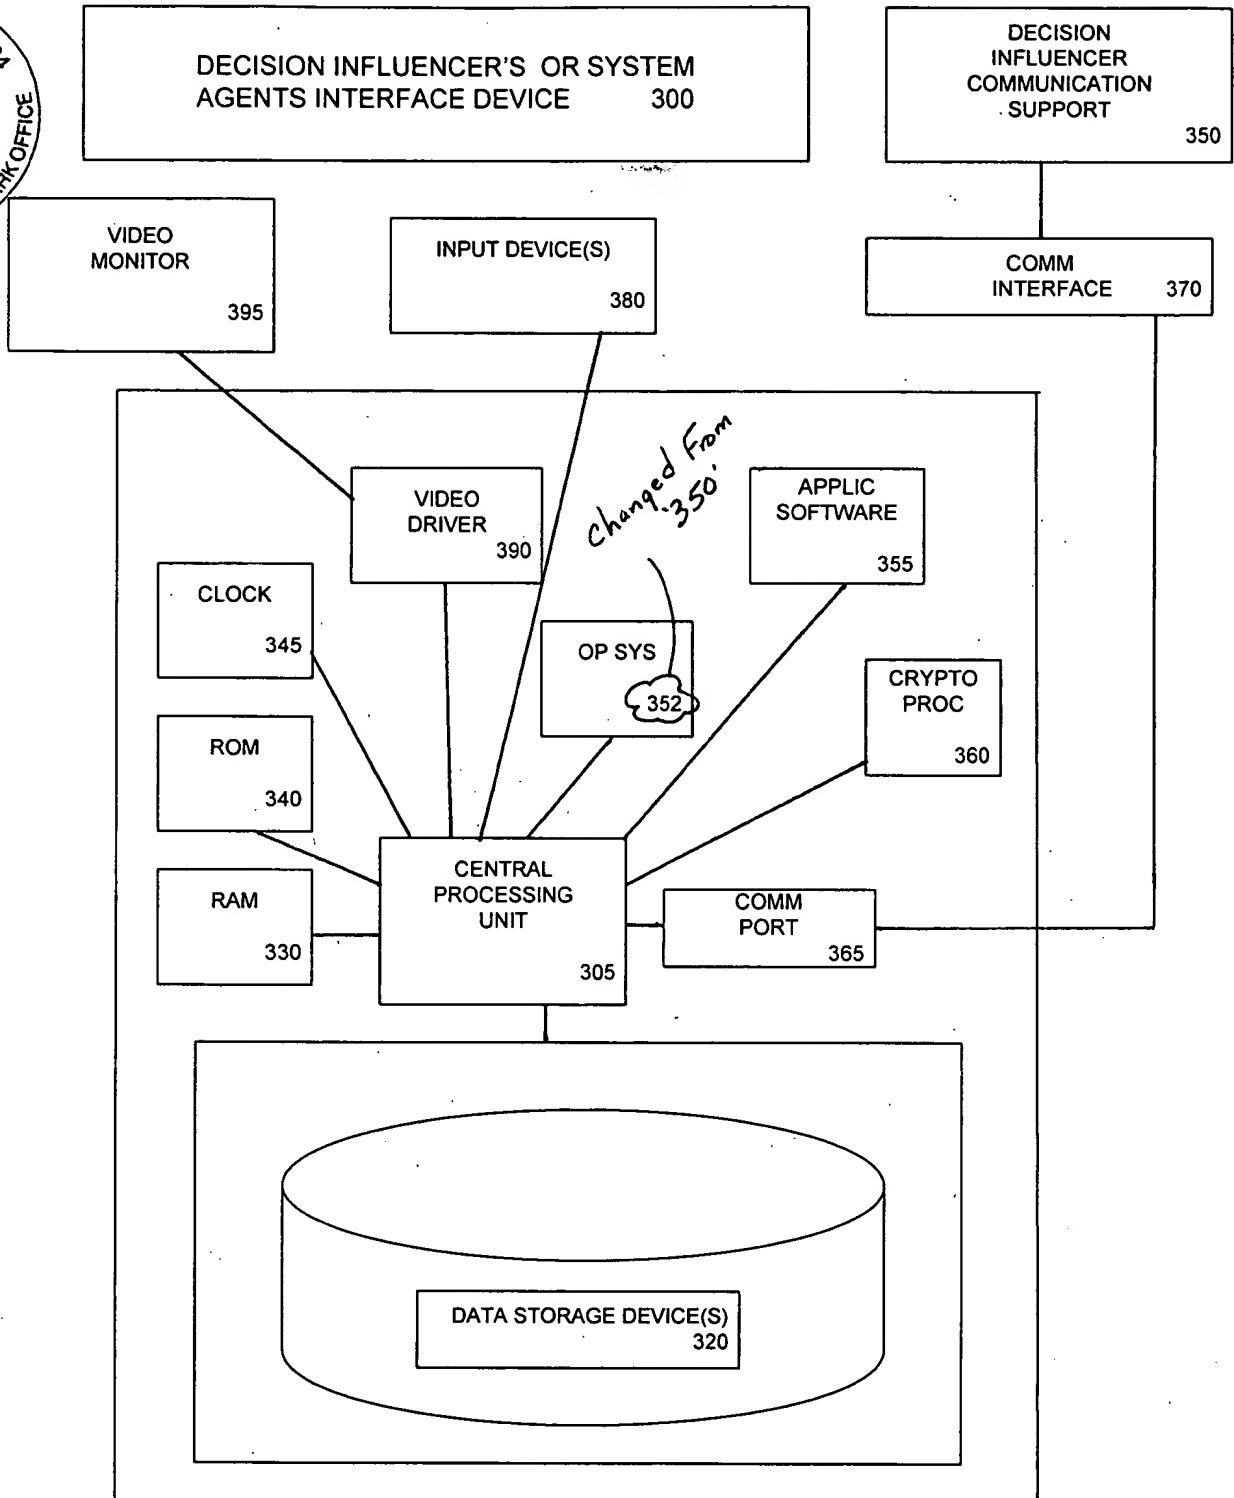 RK OFFICE
DECISION INFLUENCER'S OR SYSTEM
AGENTS INTERFACE DEVICE 300
DECISION
INFLUENCER
COMMUNICATION
SUPPORT
350
VIDEO
MONITOR
395
INPUT DEVICE(S)
380
COMM
INTERFACE 370
changed From
'350'
VIDEO
DRIVER
390
APPLIC
SOFTWARE
355
CLOCK
345
OP SYS
352
CRYPTO
PROC
360
ROM
340
CENTRAL
PROCESSING
UNIT
305
RAM
330
COMM
PORT
365
DATA STORAGE DEVICE(S)
320